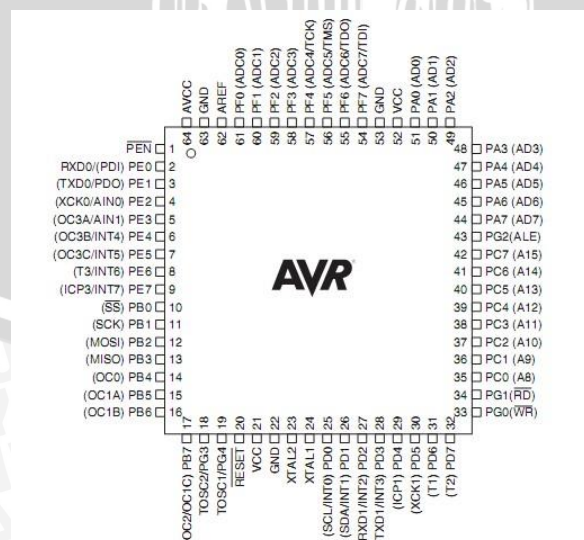 AVCC
GND
AREF
PF0 (ADC0)
PF1 (ADC1)
PF2 (ADC2)
PF3 (ADC3)
PF4 (ADC4/TCK)
PF5 (ADC5/TMS)
PF6 (ADC6/TDO)
PF7 (ADC7/TDI)
GND
VCC
PA0 (AD0)
PA1 (AD1)
PA2 (AD2)
64 63 62 61 60 59 58 57 56 55 54 53 52 51 50 49
PEN 1
RXD0/(PDI) PE0 2
(TXD0/PDO) PE1 3
(XCK0/AIN0) PE2 4
(OC3A/AIN1) PE3 5
(OC3B/INT4) PE4 6
(OC3C/INT5) PE5 7
(T3/INT6) PE6 8
(ICP3/INT7) PE7 9
(SS) PB0 10
(SCK) PB1 11
(MOSI) PB2 12
(MISO) PB3 13
(OC0) PB4 14
(OC1A) PB5 15
(OC1B) PB6 16
AVR
48 PA3 (AD3)
47 PA4 (AD4)
46 PA5 (AD5)
45 PA6 (AD6)
44 PA7 (AD7)
43 PG2(ALE)
42 PC7 (A15)
41 PC6 (A14)
40 PC5 (A13)
39 PC4 (A12)
38 PC3 (A11)
37 PC2 (A10)
36 PC1 (A9)
35 PC0 (A8)
34 PG1(RD)
33 PG0(WR)
17 18 19 20 21 22 23 24 25 26 27 28 29 30 31 32
OC2/OC1C) PB7
TOSC2/PG3
TOSC1/PG4
RESET
VCC
GND
XTAL2
XTAL1
(SCL/INT0) PD0
(SDA/INT1) PD1
RXD1/INT2) PD2
TXD1/INT3) PD3
(ICP1) PD4
(XCK1) PD5
(T1) PD6
(T2) PD7